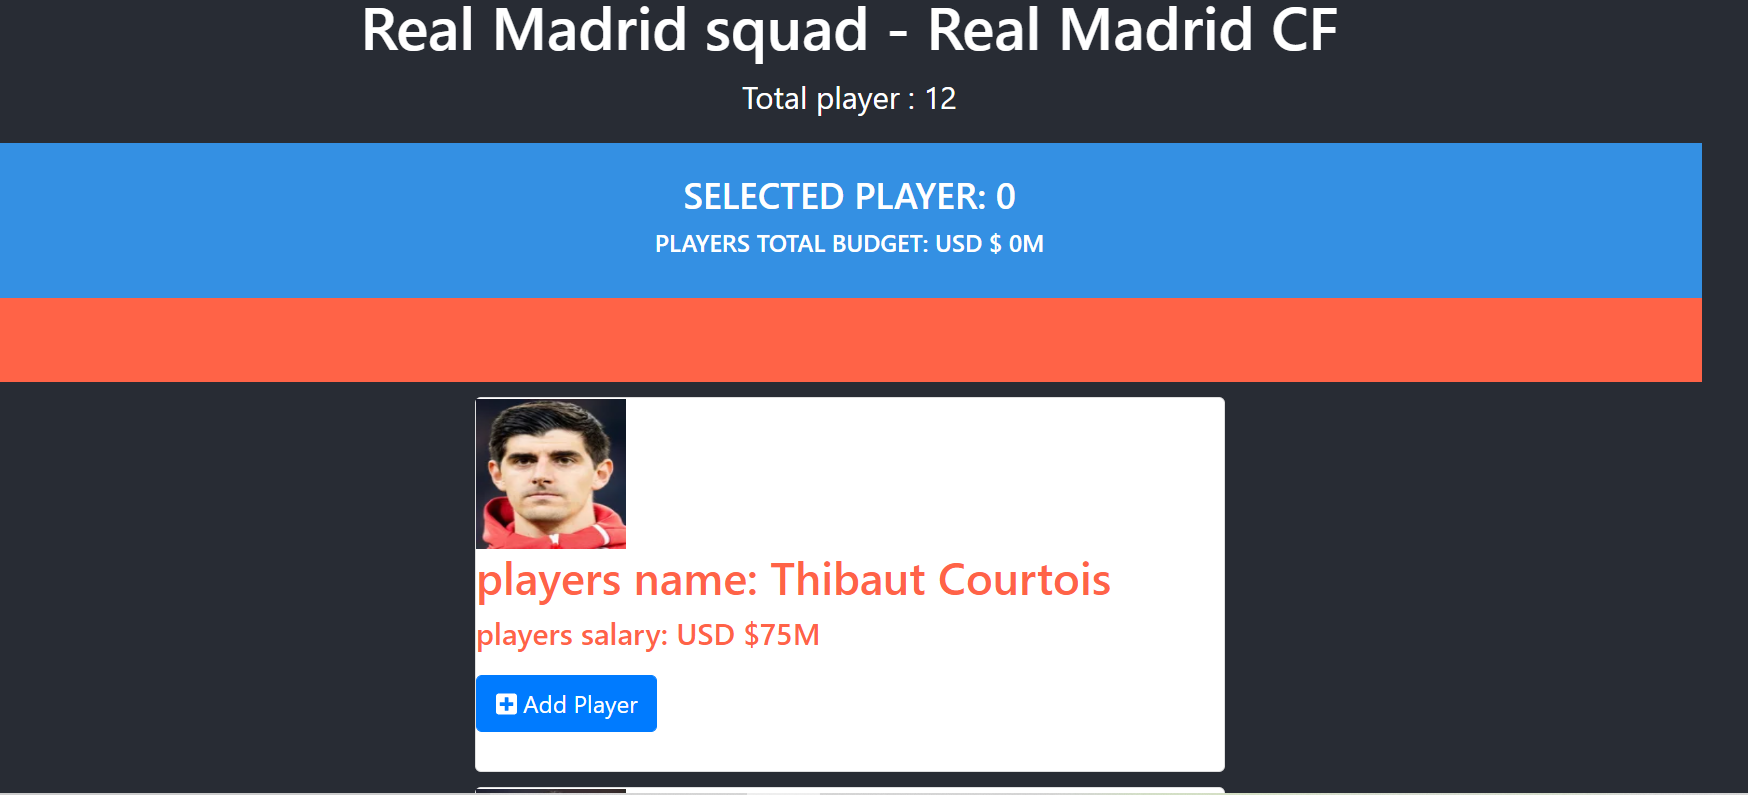 Real Madrid squad - Real Madrid CF
Total player : 12
SELECTED PLAYER: 0
PLAYERS TOTAL BUDGET: USD $ 0M
players name: Thibaut Courtois
players salary: USD $75M
Add Player